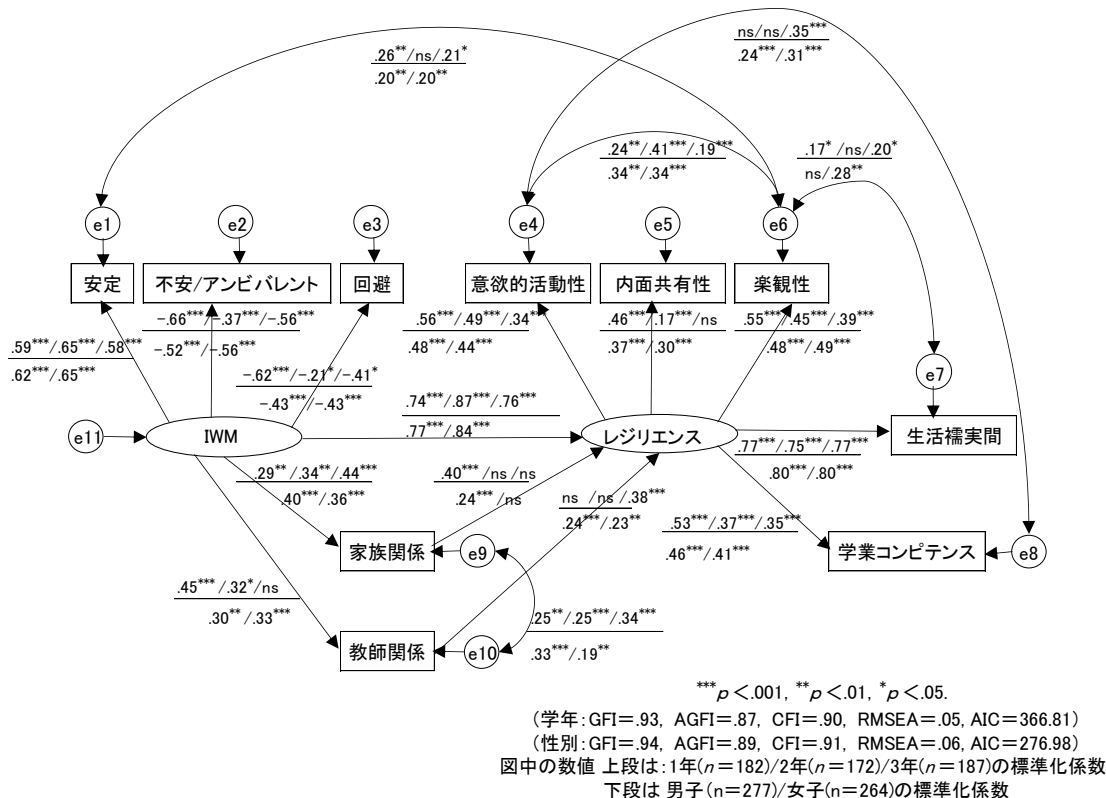 ns/ns/.35***
.24***/.31***
.26**/ns/.21*
.20**/.20**
.24**/.41***/.19***
.34**/.34***
.17*/ns/.20*
ns/.28**
e1
e2
e3
e4
e5
e6
安定
不安/アンビバレント
回避
意欲的活動性
内面共有性
楽観性
-.66***/-.37***/-.56***
-.52***/-.56***
.56***/.49***/.34**
.48***/.44***
.46***/.17***/ns
.37***/.30***
.55***/.45***/.39***
.48***/.49***
.59***/.65***/.58***
.62***/.65***
-.62***/-.21*/-.41*
-.43***/-.43***
e7
.74***/.87***/.76***
.77***/.84***
e11
IWM
レジリエンス
生活襦実間
.77***/.75***/.77***
.80***/.80***
.29**/.34**/.44***
.40***/.36***
.40***/ns/ns
.24***/ns
ns /ns/.38***
.24***/.23**
.53***/.37***/.35***
.46***/.41***
家族関係
e9
学業コンピテンス
e8
.45***/.32*/ns
.30**/.33***
.25**/.25***/.34***
.33***/.19**
教師関係
e10
***p<.001, **p<.01, *p<.05.
(学年:GFI=.93, AGFI=.87, CFI=.90, RMSEA=.05, AIC=366.81)
(性別:GFI=.94, AGFI=.89, CFI=.91, RMSEA=.06, AIC=276.98)
図中の数値 上段は:1年(n=182)/2年(n=172)/3年(n=187)の標準化係数
下段は 男子(n=277)/女子(n=264)の標準化係数